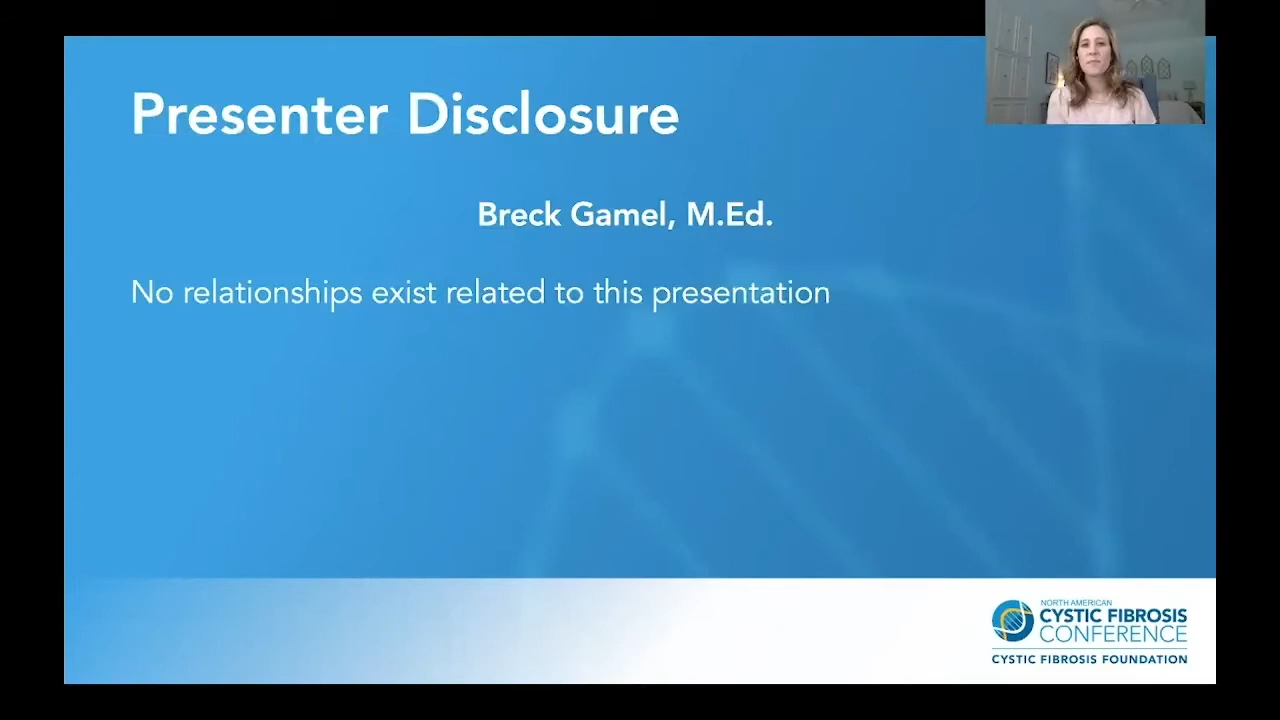 Presenter Disclosure
Breck Gamel, M.Ed.
No relationships exist related to this presentation
NORTH AMERICAN
CYSTIC FIBROSIS
CONFERENCE
CYSTIC FIBROSIS FOUNDATION